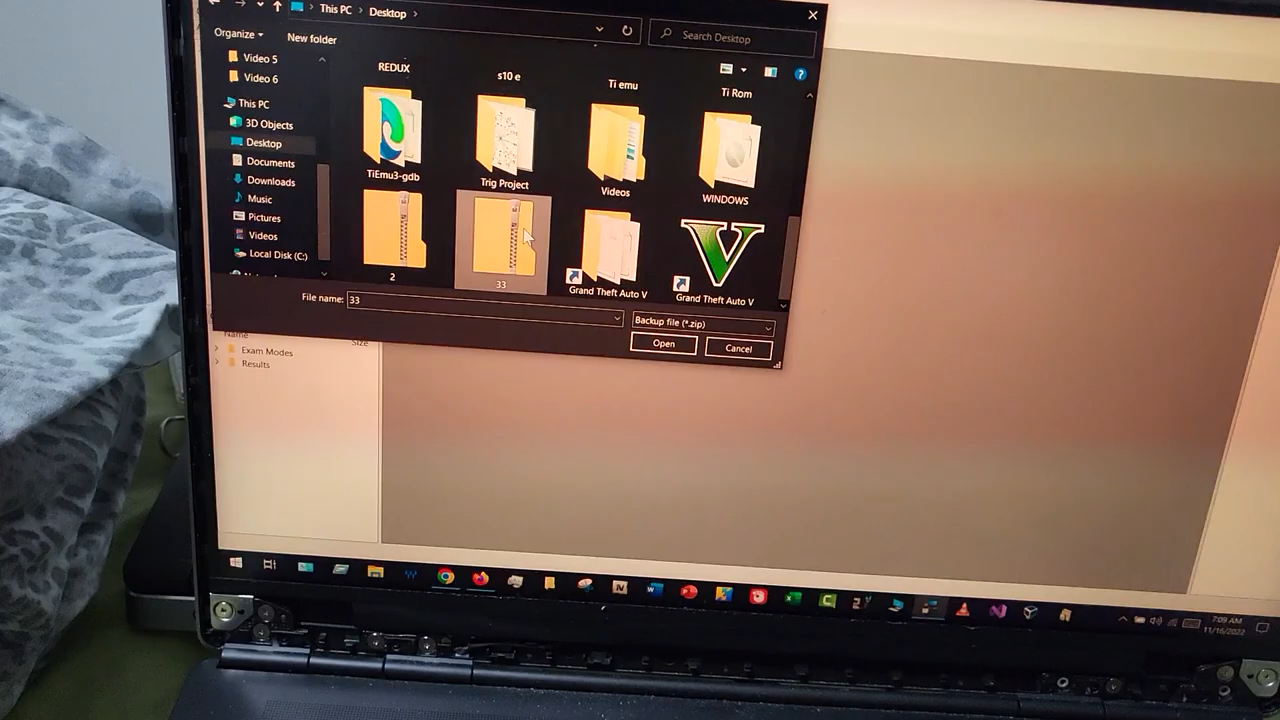 This PC > Desktop >
Search Desktop
Organize
New folder
Video 5
Video 6
This PC
3D Objects
Desktop
Documents
Downloads
Music
Pictures
Videos
Local Disk (C:)
REDUX
s10 e
Ti emu
Ti Rom
TiEmu3-gdb
Trig Project
Videos
WINDOWS
2
33
Grand Theft Auto V
Grand Theft Auto V
File name: 33
Backup file (*.zip)
Open
Cancel
Name
Size
Exam Modes
Results
7:09 AM
11/16/2022